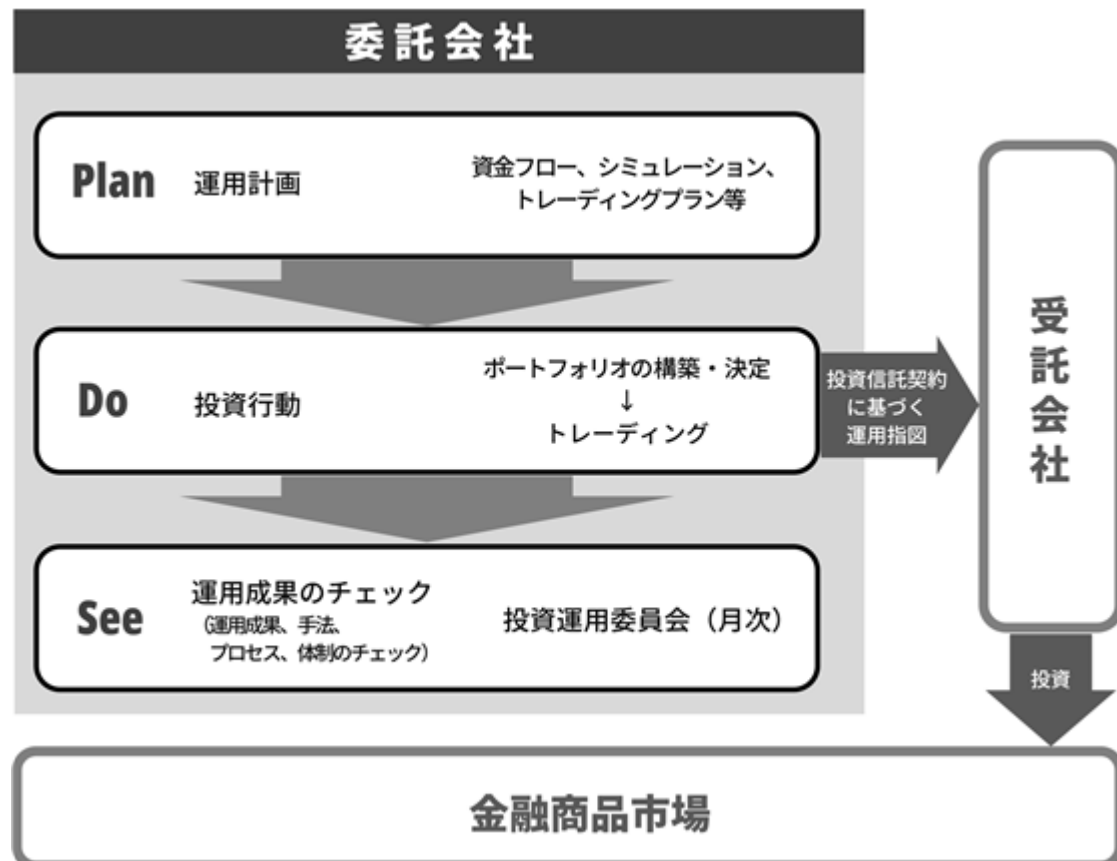 委託会社
Plan 運用計画 資金フロー、シミュレーション、
トレーディングプラン等
Do 投資行動 ポートフォリオの構築・決定
↓
トレーディング
投資信託契約
に基づく
運用指図
受託会社
See 運用成果のチェック
（運用成果、手法、
プロセス、体制のチェック）
投資運用委員会（月次）
投資
金融商品市場